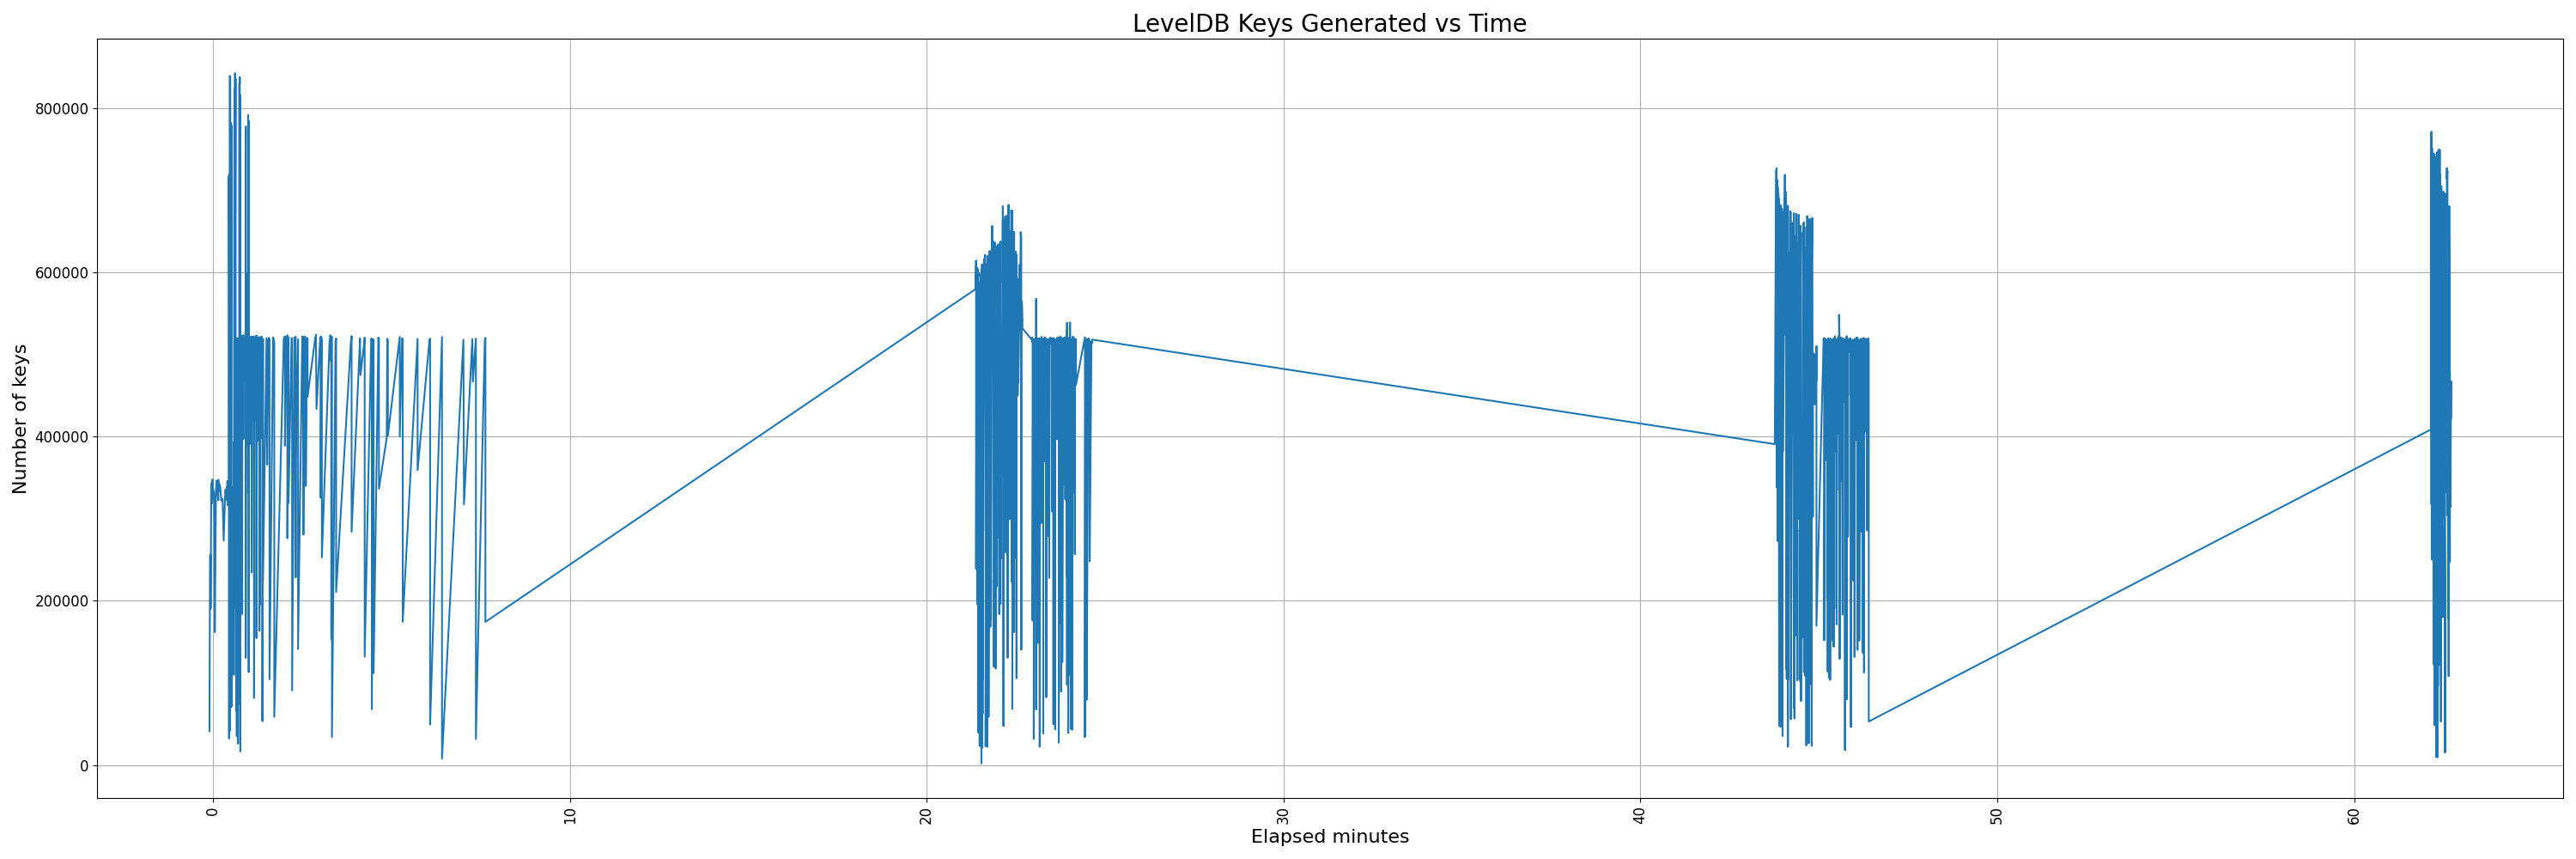 LevelDB Keys Generated vs Time
Number of keys
800000
600000
400000
200000
0
0 10 20 30 40 50 60
Elapsed minutes